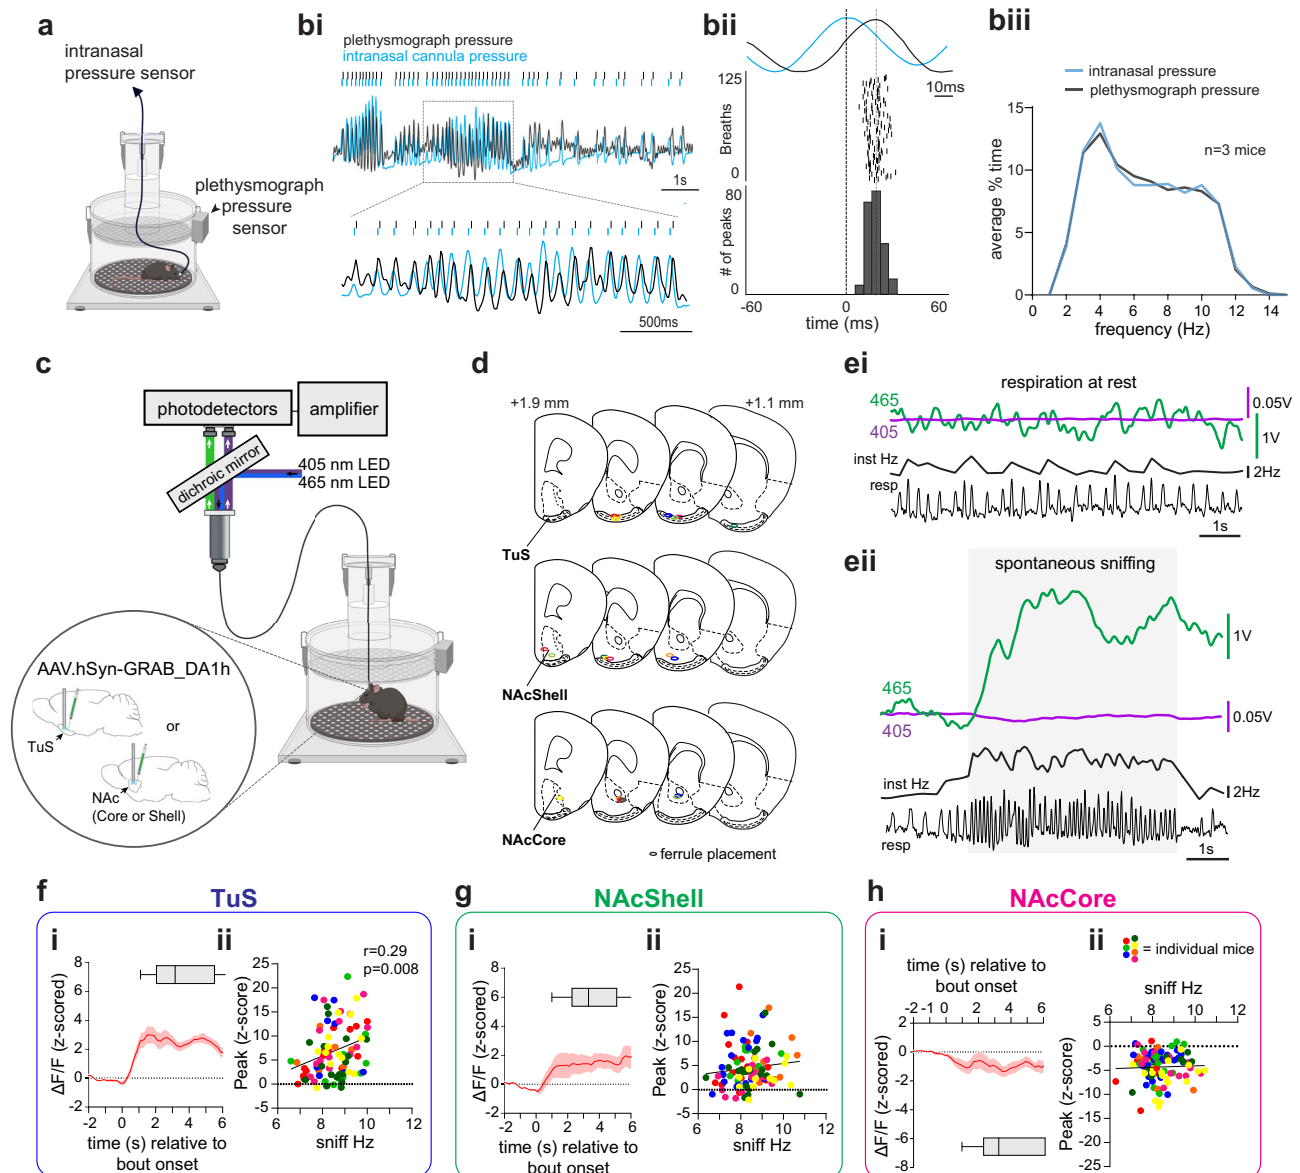 a
intranasal
pressure sensor
plethysmograph
pressure
sensor
bi
plethysmograph pressure
intranasal cannula pressure
1s
500ms
bii
10ms
125
Breaths
0
80
# of peaks
0
-60
0
60
time (ms)
biii
intranasal pressure
plethysmograph pressure
n=3 mice
15
10
5
0
average % time
0
2
4
6
8
10
12
14
frequency (Hz)
c
photodetectors
amplifier
dichroic mirror
405 nm LED
465 nm LED
AAV.hSyn-GRAB_DA1h
TuS
or
NAc
(Core or Shell)
d
+1.9 mm
+1.1 mm
TuS
NAcShell
NAcCore
ferrule placement
ei
respiration at rest
465
405
0.05V
1V
inst Hz
2Hz
resp
1s
eii
spontaneous sniffing
1V
465
405
0.05V
inst Hz
2Hz
resp
1s
f
TuS
i
8
6
4
2
0
-2
ΔF/F (z-scored)
-2
0
2
4
6
time (s) relative to
bout onset
ii
r=0.29
p=0.008
25
20
15
10
5
0
-5
Peak (z-score)
6
8
10
12
sniff Hz
g
NAcShell
i
8
6
4
2
0
-2
ΔF/F (z-scored)
-2
0
2
4
6
time (s) relative to
bout onset
ii
25
20
15
10
5
0
-5
Peak (z-score)
6
8
10
12
sniff Hz
h
NAcCore
i
time (s) relative to
bout onset
-2
0
2
4
6
2
0
-2
-4
-6
-8
ΔF/F (z-scored)
ii
= individual mice
sniff Hz
6
8
10
12
5
0
-5
-10
-15
-20
-25
Peak (z-score)